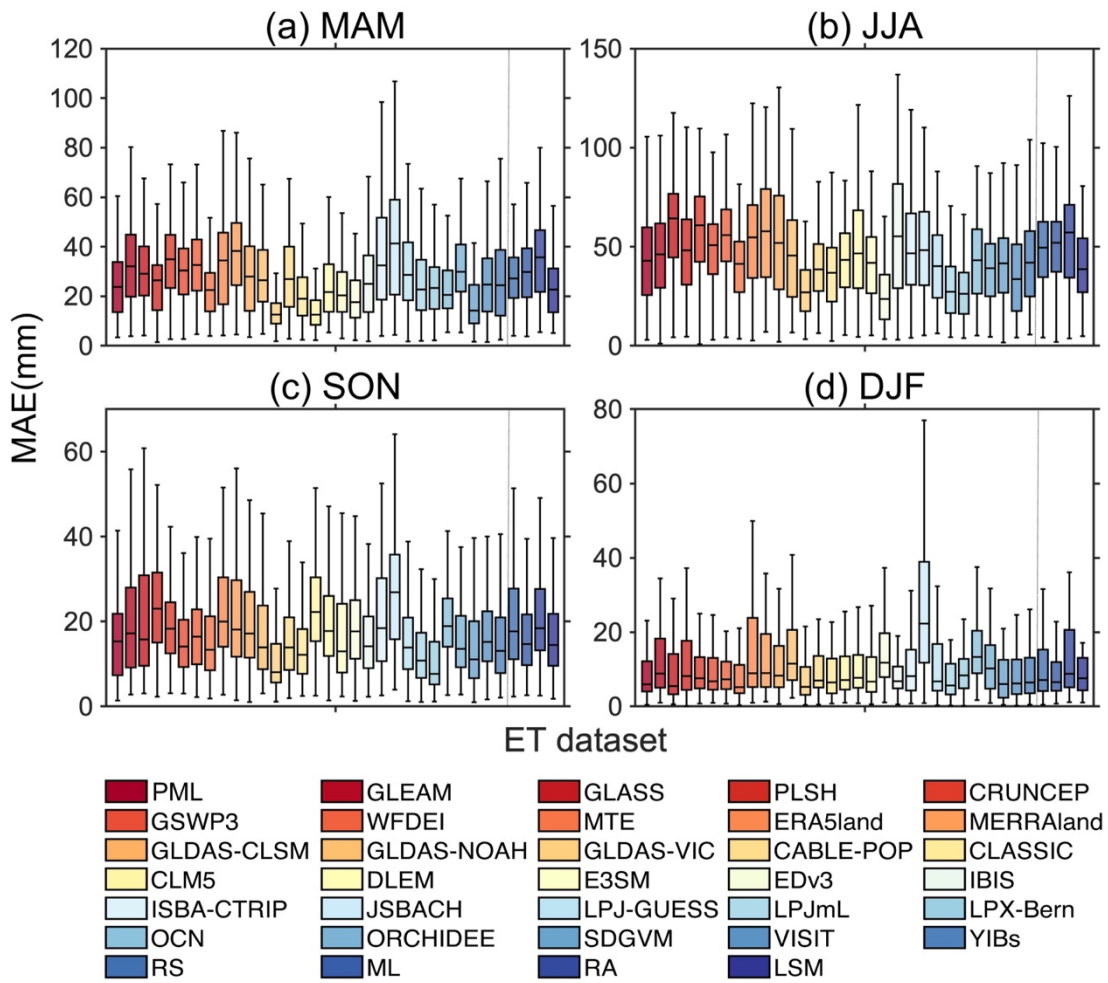 (a) MAM
(b) JJA
120
100
80
60
40
20
0
150
100
50
0
(c) SON
(d) DJF
60
40
20
0
80
60
40
20
0
MAE(mm)
ET dataset
PML GLEAM GLASS PLSH CRUNCEP
GSWP3 WFDEI MTE ERA5land MERRAland
GLDAS-CLSM GLDAS-NOAH GLDAS-VIC CABLE-POP CLASSIC
CLM5 DLEM E3SM EDv3 IBIS
ISBA-CTRIP JSBACH LPJ-GUESS LPJmL LPX-Bern
OCN ORCHIDEE SDGVM VISIT YIBs
RS ML RA LSM